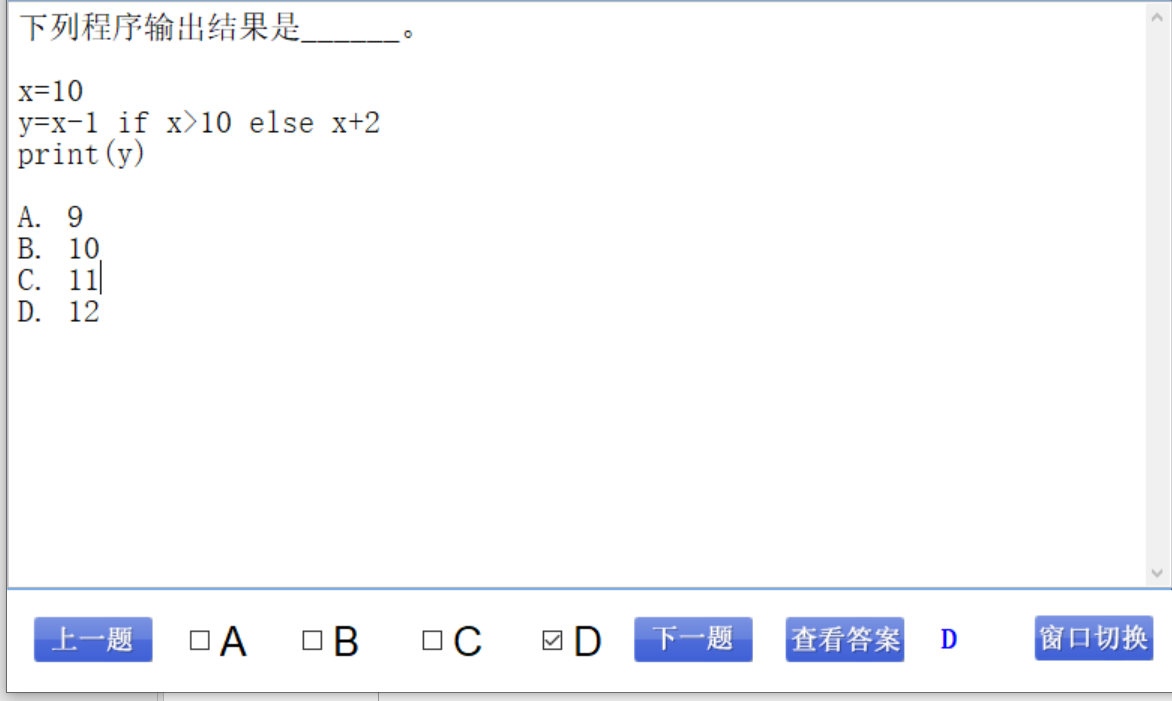 下列程序输出结果是______。
x=10
y=x-1 if x>10 else x+2
print(y)
A. 9
B. 10
C. 11
D. 12
上一题 A B C D 下一题 查看答案 D 窗口切换